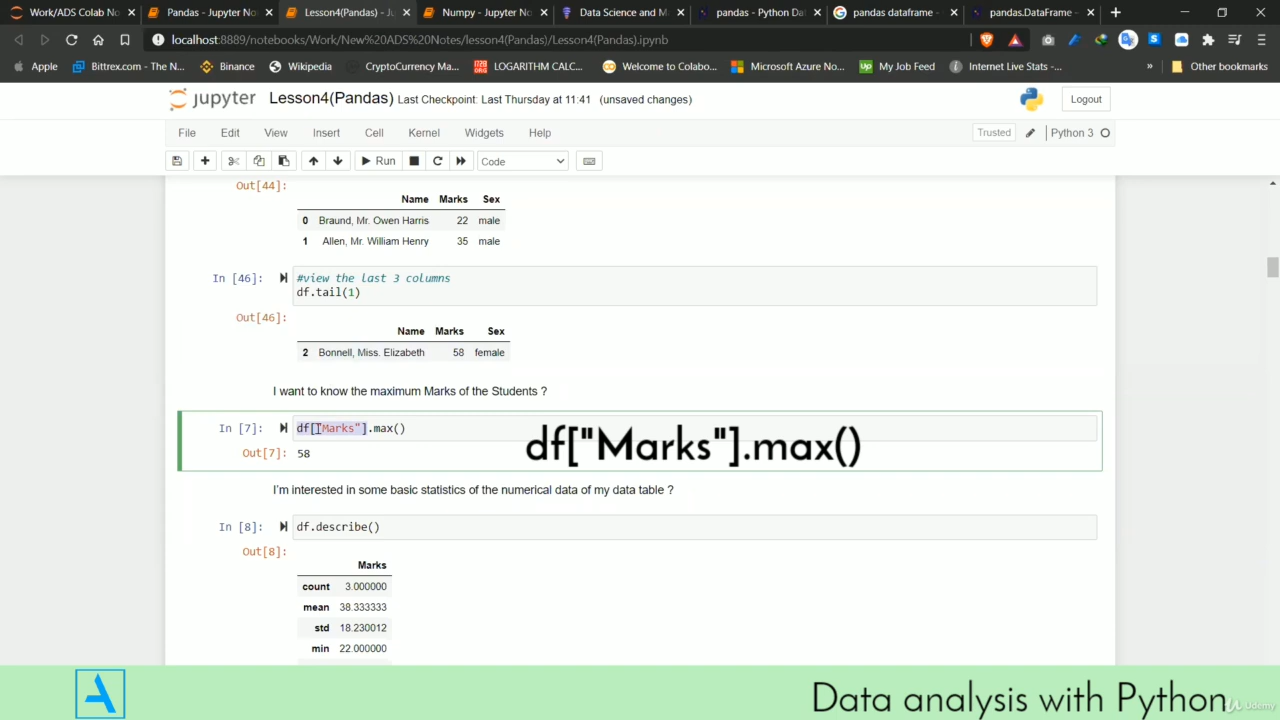 Work/ADS Colab No
Pandas - Jupyter Not
Lesson4(Pandas) - Ju
Numpy - Jupyter Not
Data Science and Ma
pandas - Python Dat
pandas dataframe -
pandas.DataFrame -
localhost:8889/notebooks/Work/New%20ADS%20Notes/lesson4(Pandas)/Lesson4(Pandas).ipynb
Apple
Bittrex.com - The N...
Binance
Wikipedia
CryptoCurrency Ma...
LOGARITHM CALC...
Welcome to Colabo...
Microsoft Azure No...
Up My Job Feed
Internet Live Stats -...
» Other bookmarks
jupyter Lesson4(Pandas) Last Checkpoint: Last Thursday at 11:41 (unsaved changes)
Logout
File Edit View Insert Cell Kernel Widgets Help
Trusted Python 3
Run Code
Out[44]:
Name Marks Sex
0 Braund, Mr. Owen Harris 22 male
1 Allen, Mr. William Henry 35 male
In [46]: #view the last 3 columns
df.tail(1)
Out[46]:
Name Marks Sex
2 Bonnell, Miss. Elizabeth 58 female
I want to know the maximum Marks of the Students ?
In [7]: df["Marks"].max()
df["Marks"].max()
Out[7]: 58
I'm interested in some basic statistics of the numerical data of my data table ?
In [8]: df.describe()
Out[8]:
Marks
count 3.000000
mean 38.333333
std 18.230012
min 22.000000
Data analysis with Python
Udemy